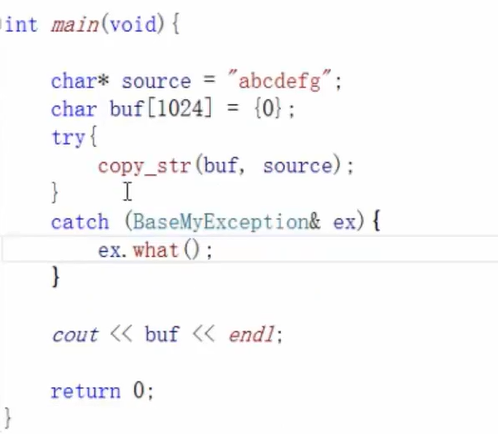 int main(void){
char* source = "abcdefg";
char buf[1024] = {0};
try{
copy_str(buf, source);
}
catch (BaseMyException& ex){
ex.what();
}
cout << buf << endl;
return 0;
}